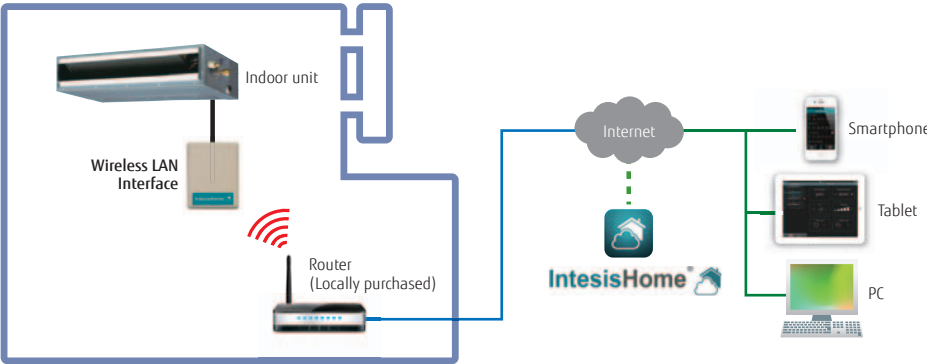 Indoor unit
Wireless LAN
Interface
Router
(Locally purchased)
Internet
IntesisHome®
Smartphone
Tablet
PC